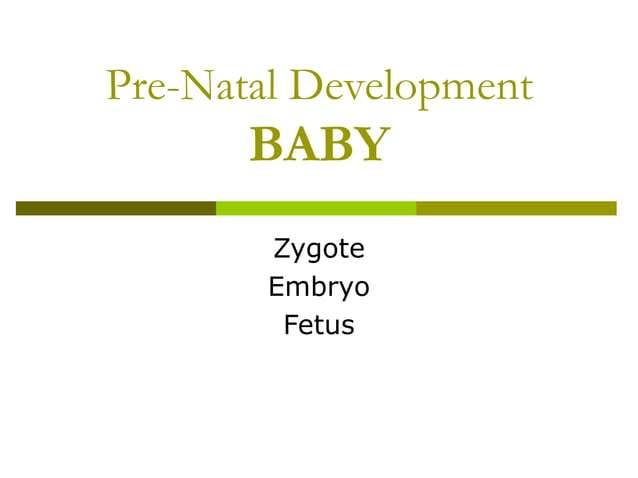 Pre-Natal Development
BABY
Zygote
Embryo
Fetus